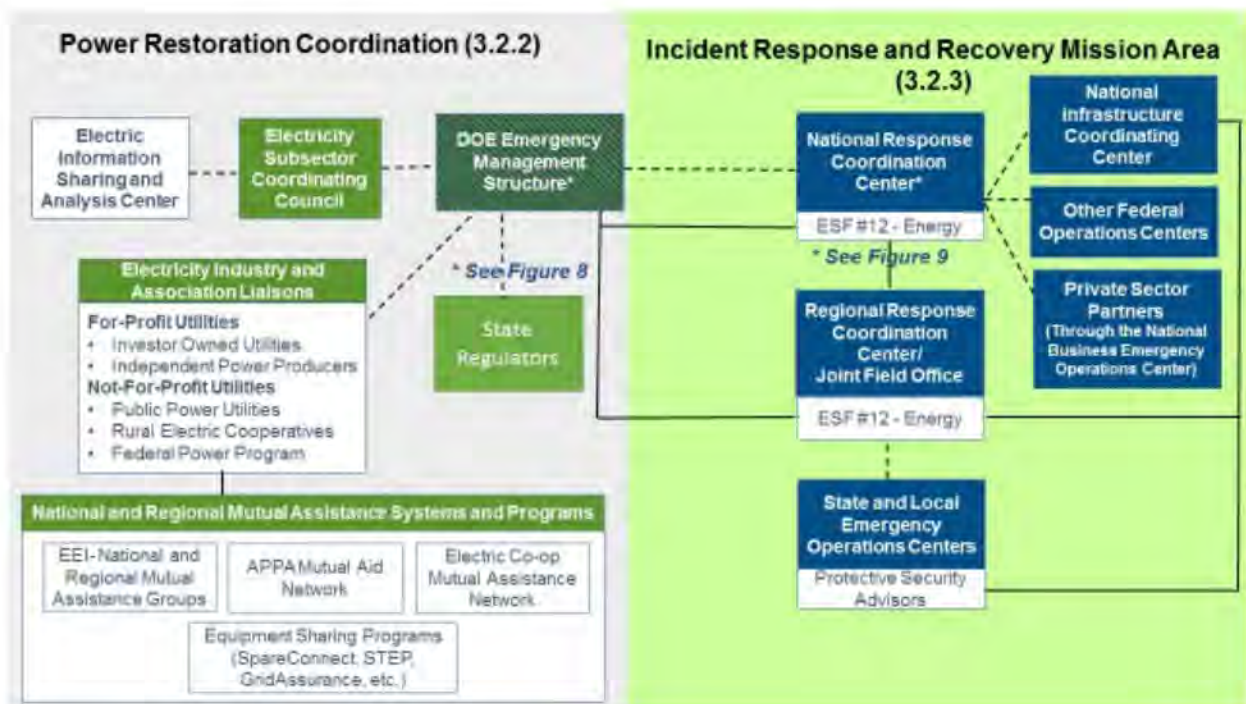 Power Restoration Coordination (3.2.2)
Electric
Information
Sharing and
Analysis Center
Electricity
Subsector
Coordinating
Council
DOE Emergency
Management
Structure*
* See Figure 8
State
Regulators
Electricity Industry and
Association Liaisons
For-Profit Utilities
• Investor Owned Utilities
• Independent Power Producers
Not-For-Profit Utilities
• Public Power Utilities
• Rural Electric Cooperatives
• Federal Power Program
National and Regional Mutual Assistance Systems and Programs
EEI-National and
Regional Mutual
Assistance Groups
APPA Mutual Aid
Network
Electric Co-op
Mutual Assistance
Network
Equipment Sharing Programs
(SpareConnect, STEP,
GridAssurance, etc.)
Incident Response and Recovery Mission Area
(3.2.3)
National Response
Coordination
Center*
ESF #12 - Energy
* See Figure 9
Regional Response
Coordination
Center/
Joint Field Office
ESF #12 - Energy
State and Local
Emergency
Operations Centers
Protective Security
Advisors
National
Infrastructure
Coordinating
Center
Other Federal
Operations Centers
Private Sector
Partners
(Through the National
Business Emergency
Operations Center)